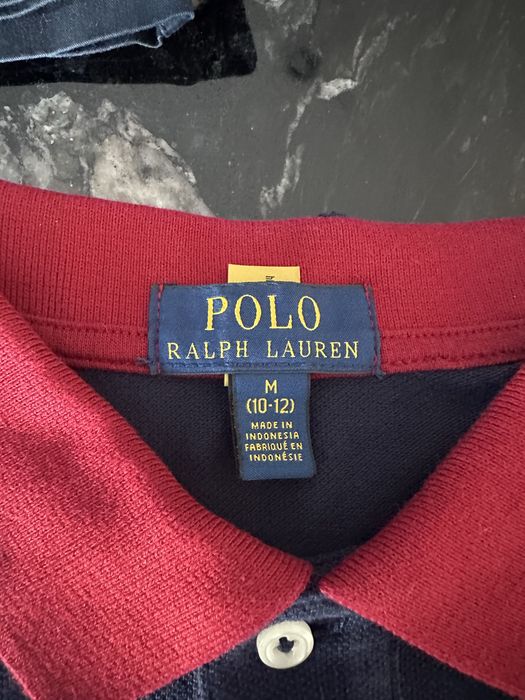 POLO
RALPH LAUREN
M
(10-12)
MADE IN
INDONESIA
FABRIQUÉ EN
INDONÉSIE